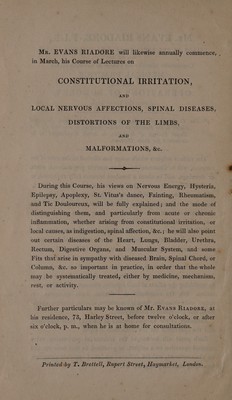 Mr. EVANS RIADORE will likewise annually commence,
in March, his Course of Lectures on
CONSTITUTIONAL IRRITATION,
AND
LOCAL NERVOUS AFFECTIONS, SPINAL DISEASES,
DISTORTIONS OF THE LIMBS,
AND
MALFORMATIONS, &c.
During this Course, his views on Nervous Energy, Hysteria,
Epilepsy, Apoplexy, St. Vitus's dance, Fainting, Rheumatism,
and Tic Douloureux, will be fully explained; and the mode of
distinguishing them, and particularly from acute or chronic
inflammation, whether arising from constitutional irritation, or
local causes, as indigestion, spinal affection, &c.; he will also point
out certain diseases of the Heart, Lungs, Bladder, Urethra,
Rectum, Digestive Organs, and Muscular System, and some
Fits that arise in sympathy with diseased Brain, Spinal Chord, or
Column, &c. so important in practice, in order that the whole
may be systematically treated, either by medicine, mechanism,
rest, or activity.
Further particulars may be known of Mr. Evans Riadore, at
his residence, 73, Harley Street, before twelve o'clock, or after
six o'clock, p. m., when he is at home for consultations.
Printed by T. Brettell, Rupert Street, Haymarket, London.